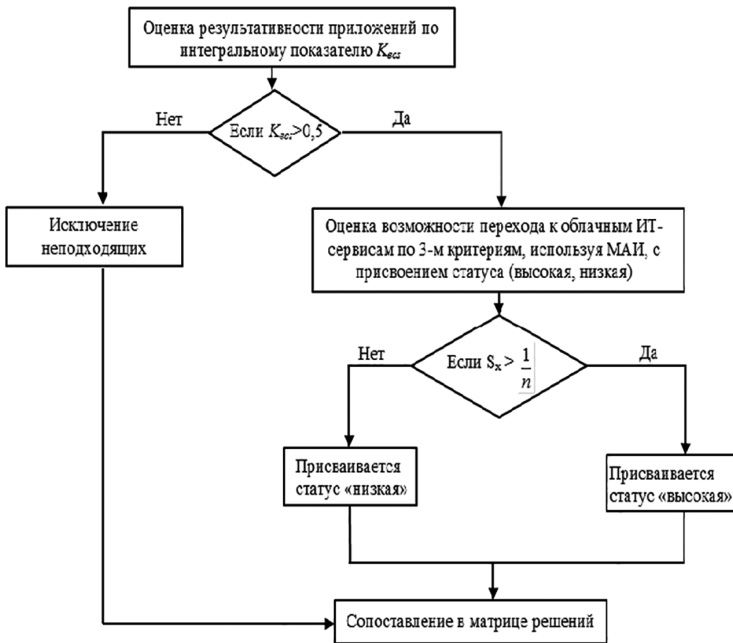 Оценка результативности приложений по
интегральному показателю Kвсг
Нет
Если Kвсг>0,5
Да
Исключение
неподходящих
Оценка возможности перехода к облачным ИТ-
сервисам по 3-м критериям, используя МАИ, с
присвоением статуса (высокая, низкая)
Нет
Если Sx > 1/n
Да
Присваивается
статус «низкая»
Присваивается
статус «высокая»
Сопоставление в матрице решений